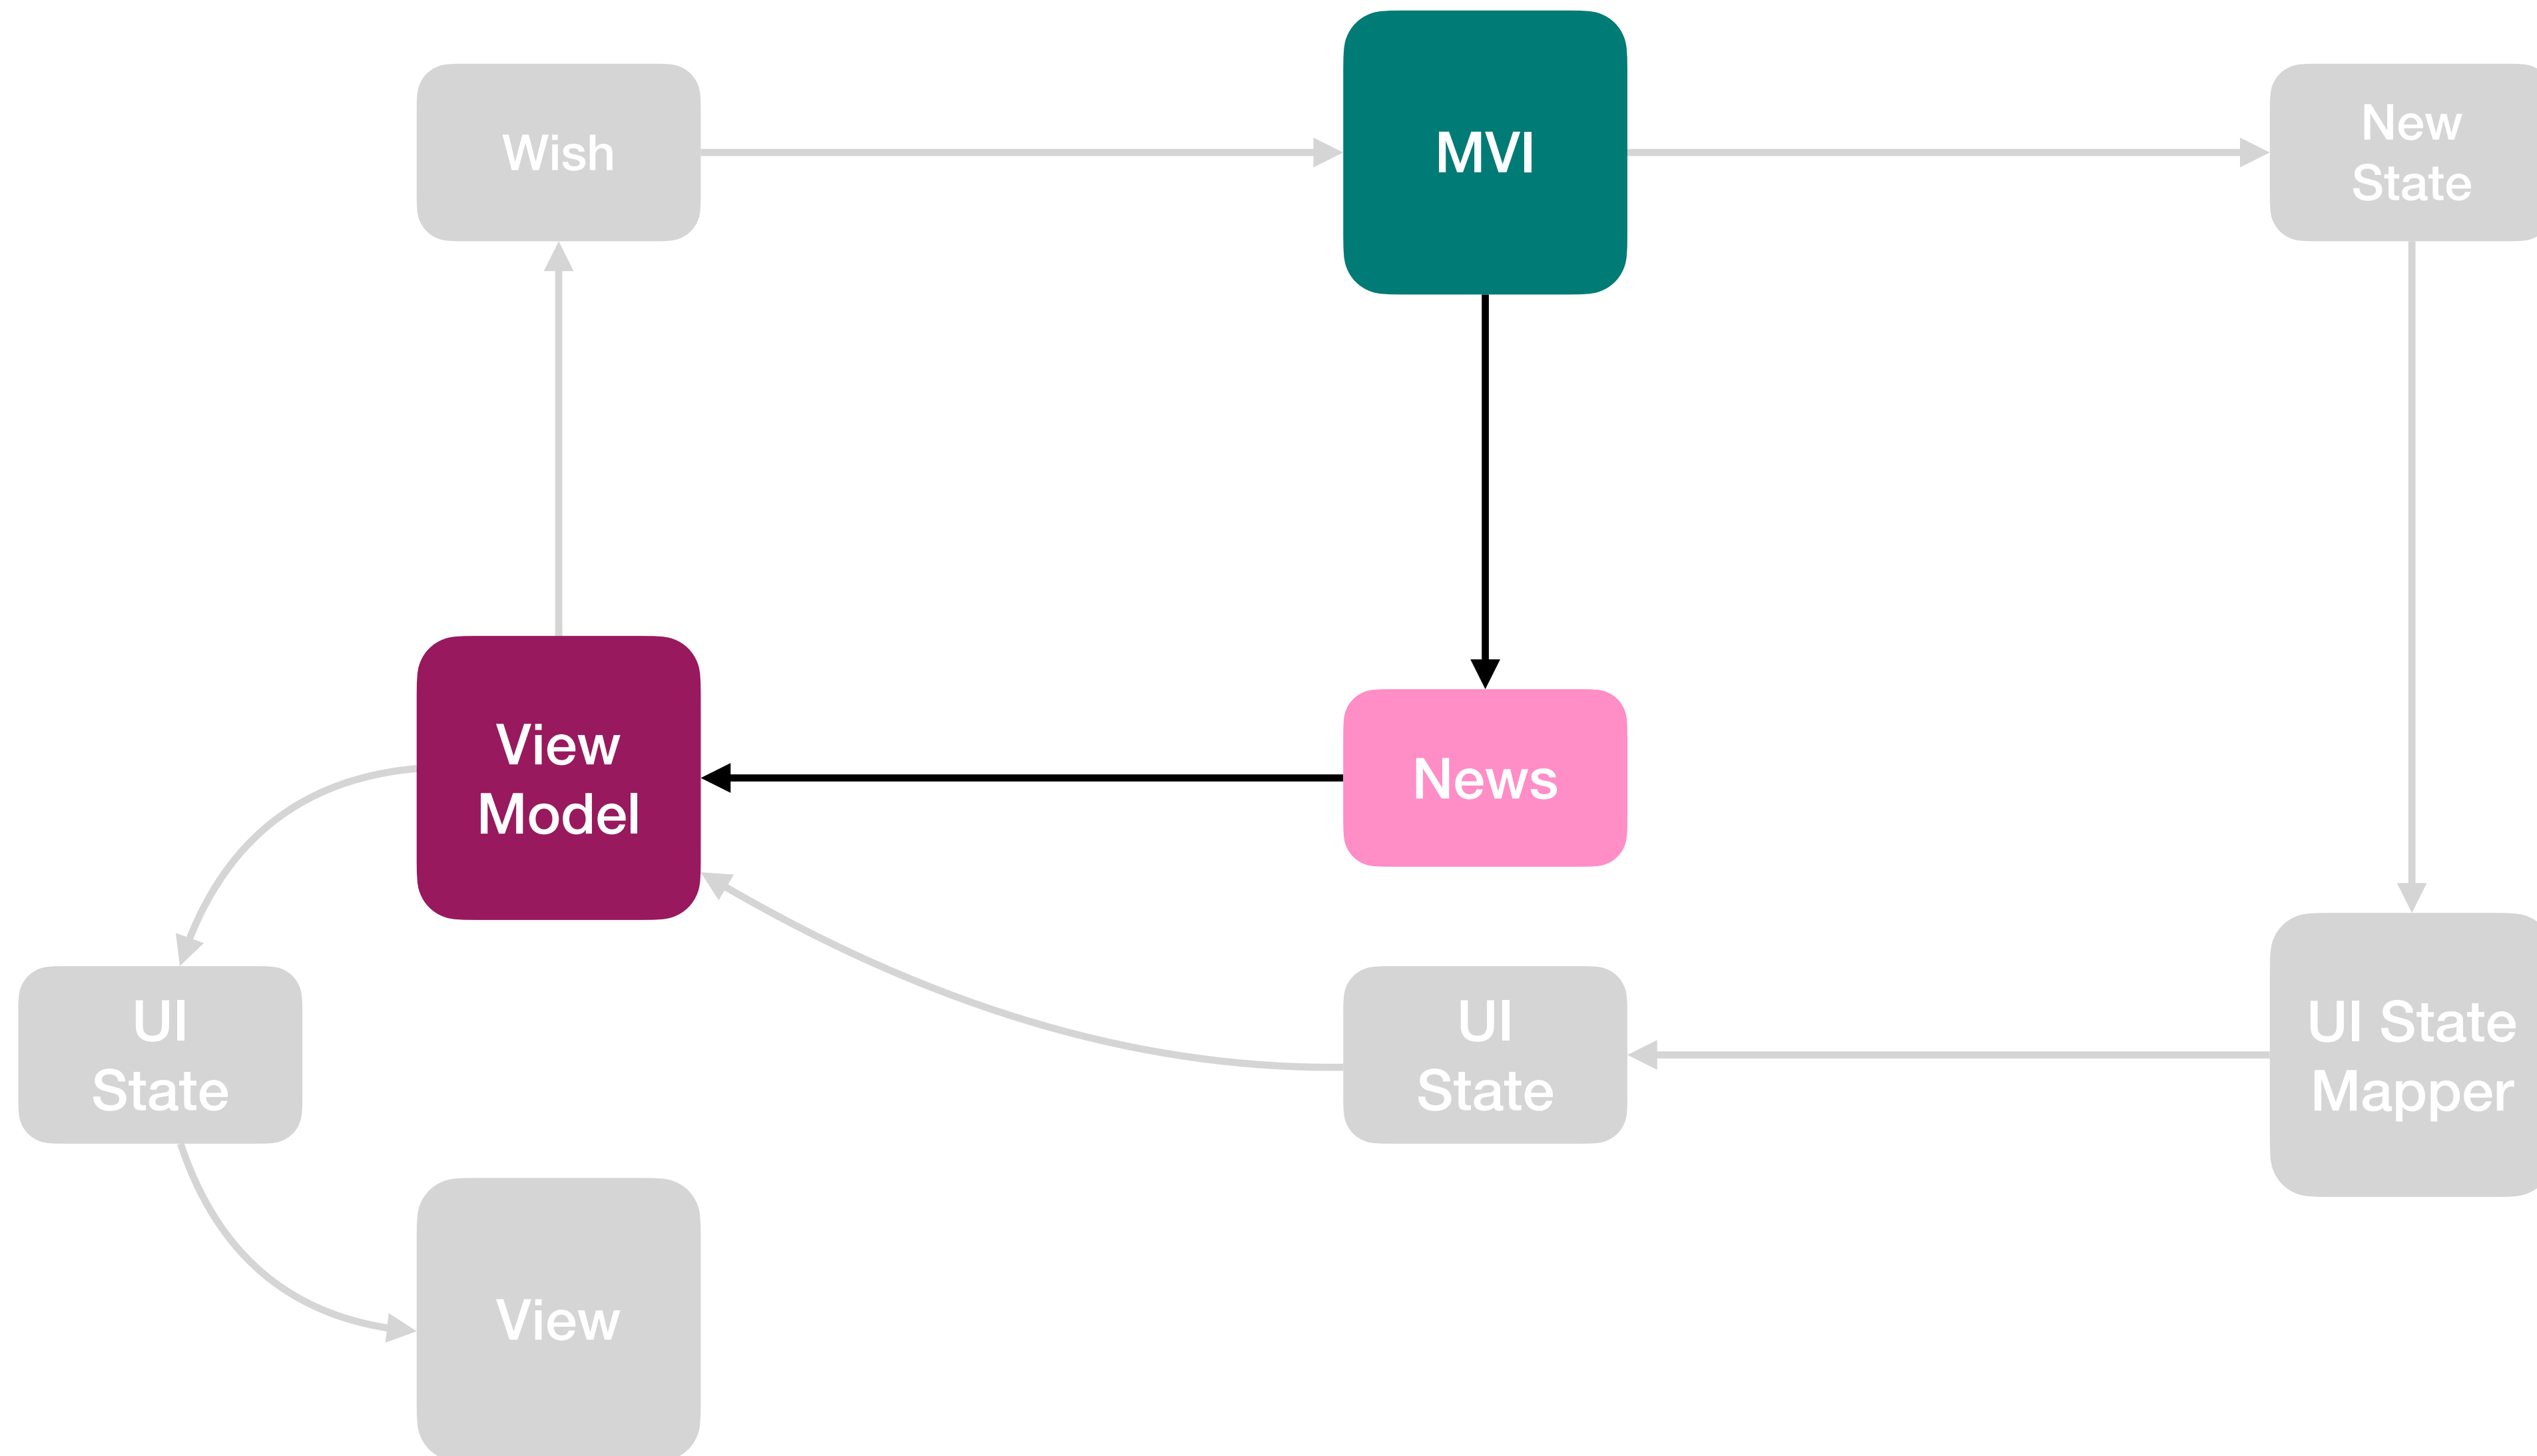 Wish
MVI
New
State
View
Model
News
UI
State
UI
State
UI State
Mapper
View